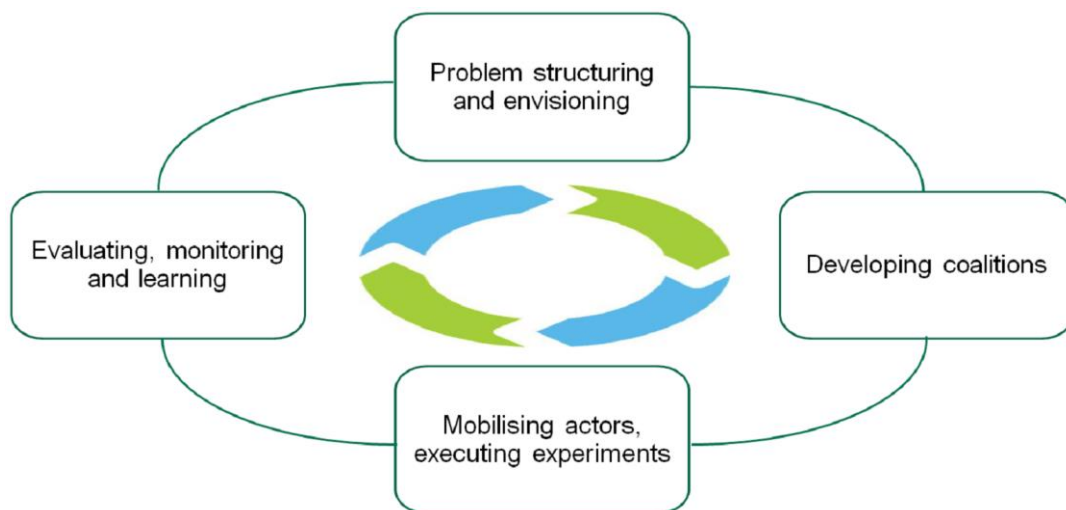 Problem structuring
and envisioning
Evaluating, monitoring
and learning
Developing coalitions
Mobilising actors,
executing experiments